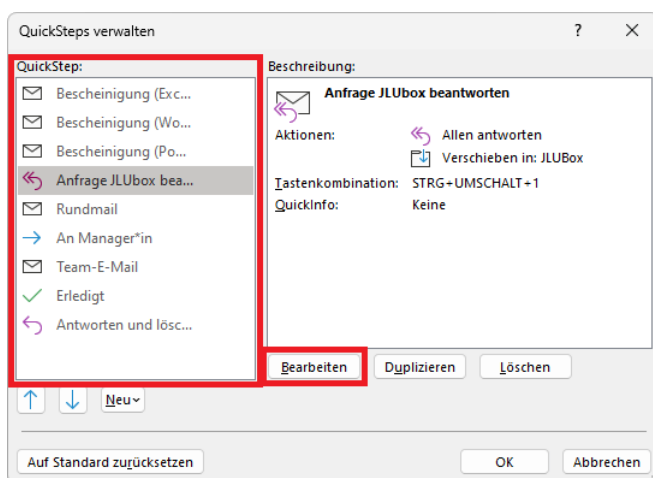 QuickSteps verwalten
QuickStep:
Bescheinigung (Exc...
Bescheinigung (Wo...
Bescheinigung (Po...
Anfrage JLUbox bea...
Rundmail
An Manager*in
Team-E-Mail
Erledigt
Antworten und lösc...
Neu
Beschreibung:
Anfrage JLUbox beantworten
Aktionen: Allen antworten
Verschieben in: JLUBox
Tastenkombination: STRG+UMSCHALT+1
QuickInfo: Keine
Bearbeiten Duplizieren Löschen
Auf Standard zurücksetzen OK Abbrechen